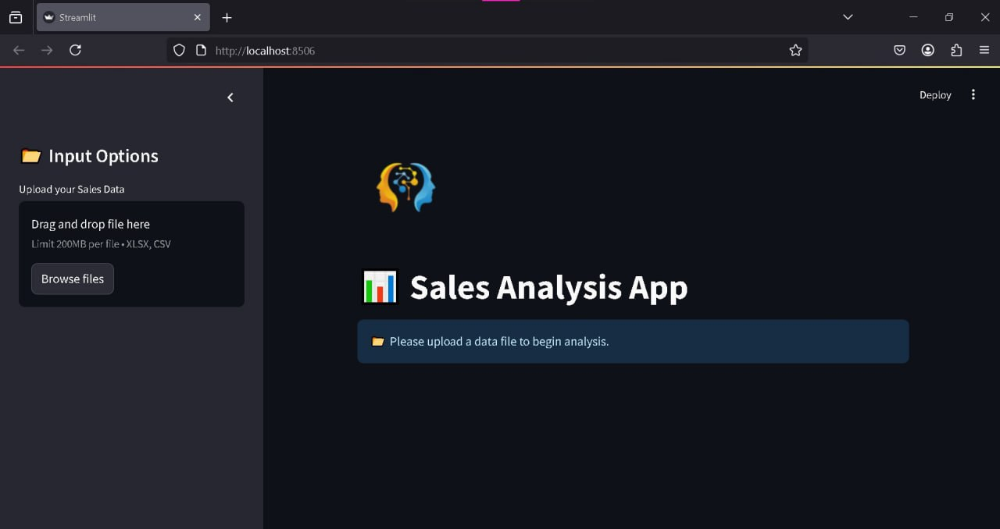 Streamlit
http://localhost:8506
Deploy
Input Options
Upload your Sales Data
Drag and drop file here
Limit 200MB per file • XLSX, CSV
Browse files
Sales Analysis App
Please upload a data file to begin analysis.